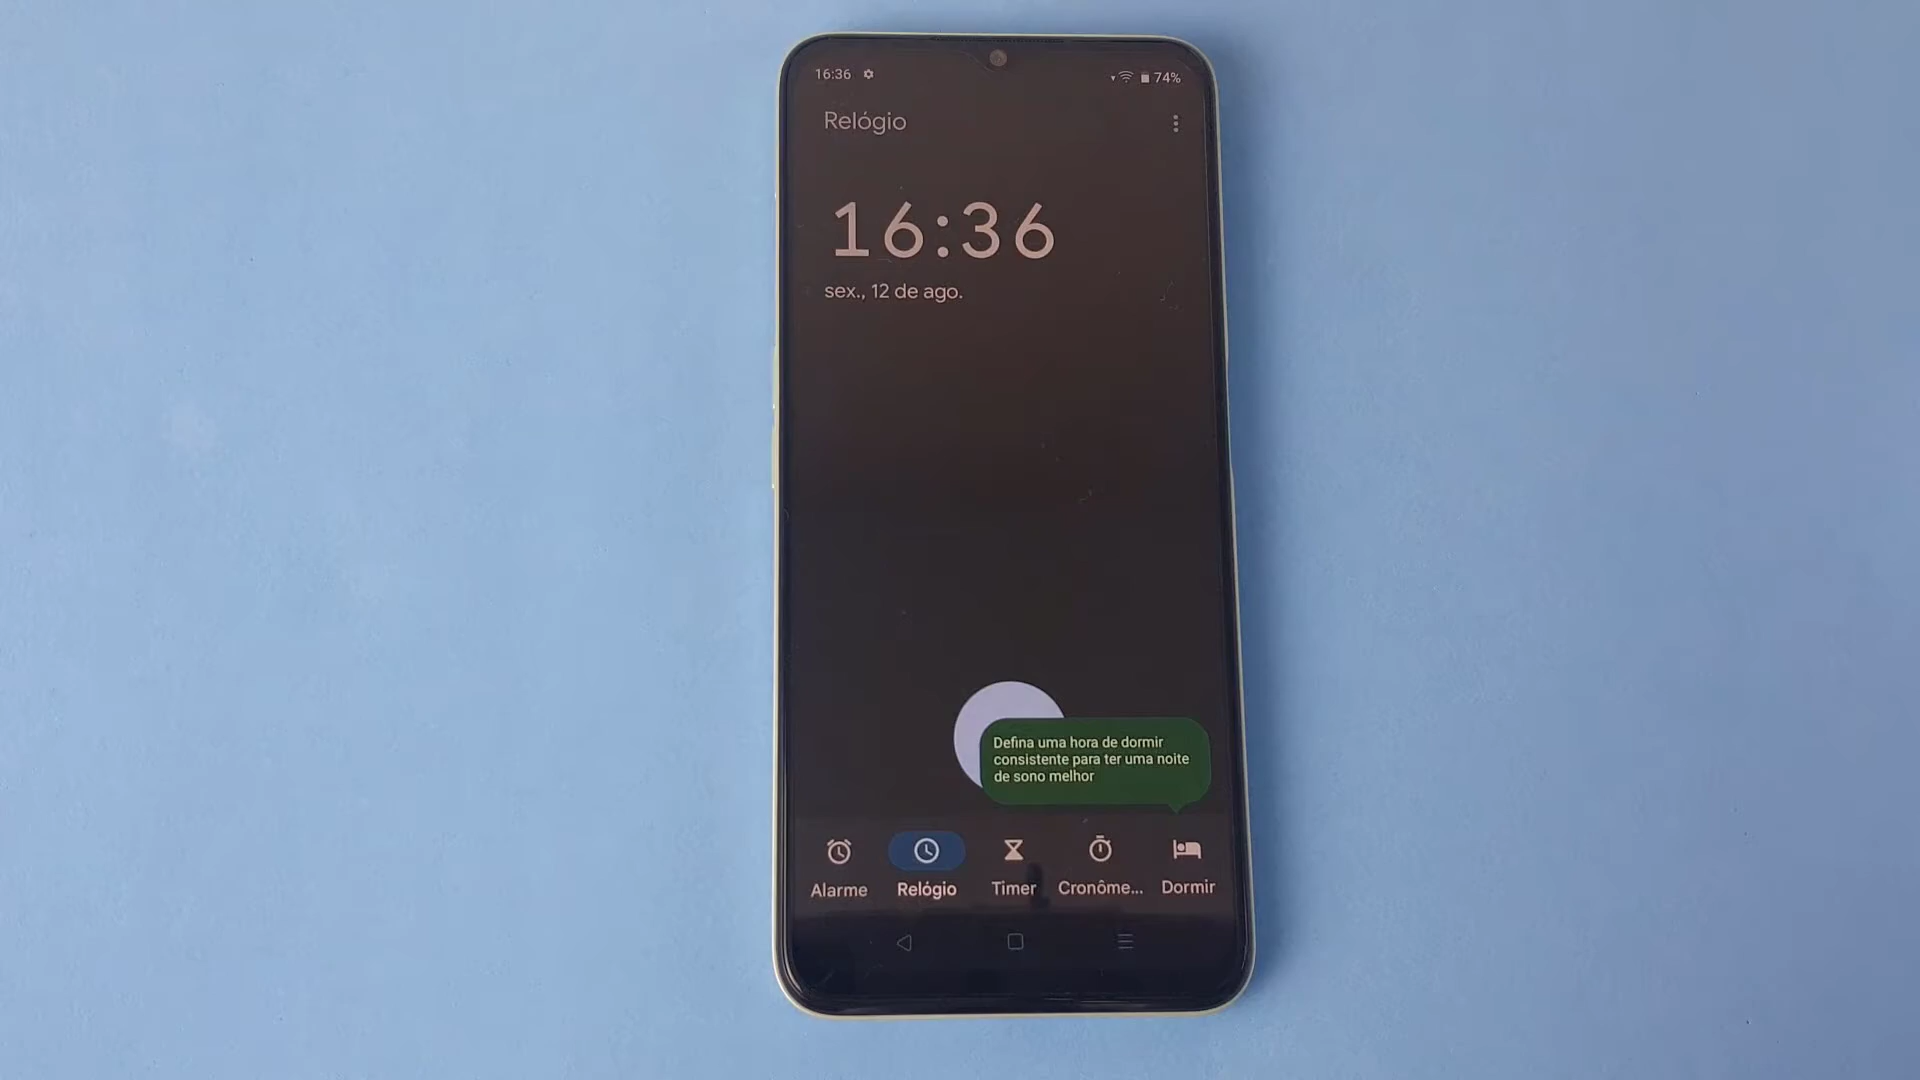 16:36
74%
Relógio
16:36
sex., 12 de ago.
Defina uma hora de dormir
consistente para ter uma noite
de sono melhor
Alarme Relógio Timer Cronôme... Dormir